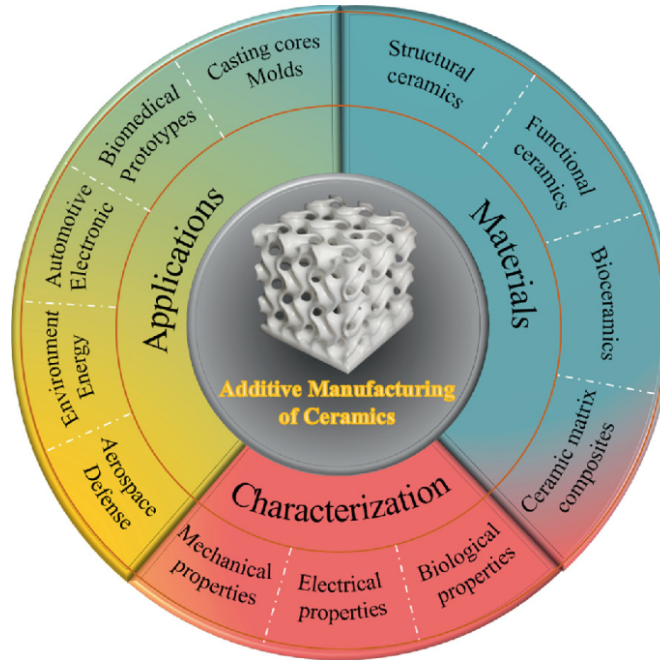 Additive Manufacturing
of Ceramics
Materials
Structural
ceramics
Functional
ceramics
Bioceramics
Ceramic matrix
composites
Characterization
Mechanical
properties
Electrical
properties
Biological
properties
Applications
Casting cores
Molds
Biomedical
Prototypes
Automotive
Electronic
Environment
Energy
Aerospace
Defense